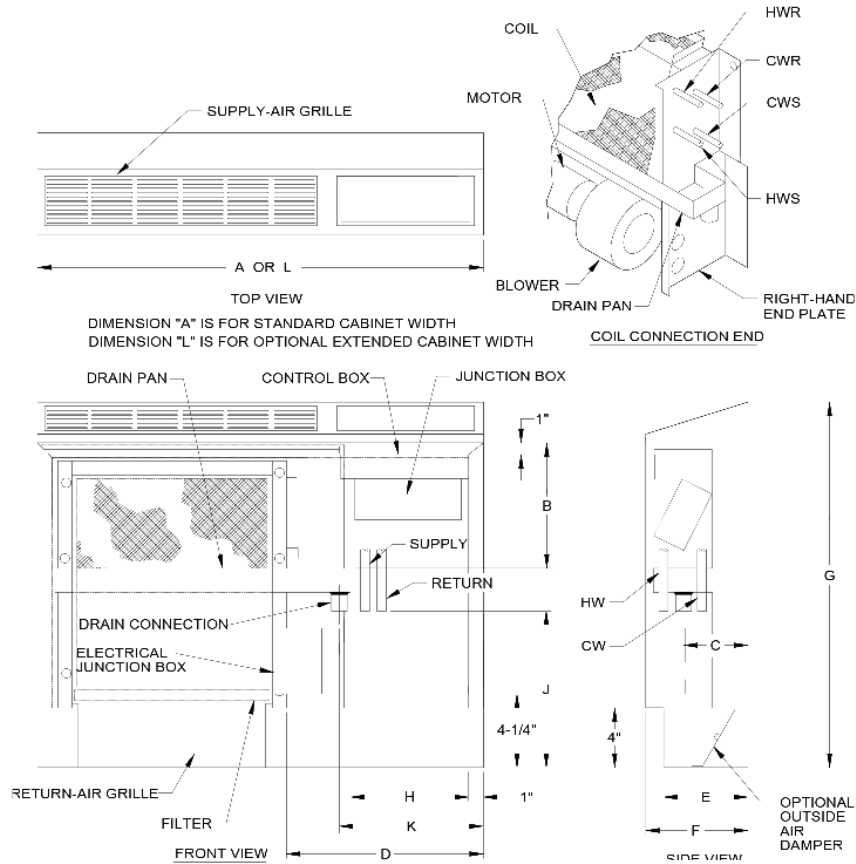 HWR
COIL
CWR
MOTOR
CWS
SUPPLY-AIR GRILLE
HWS
A OR L
BLOWER
TOP VIEW
DRAIN PAN
RIGHT-HAND
END PLATE
DIMENSION "A" IS FOR STANDARD CABINET WIDTH
DIMENSION "L" IS FOR OPTIONAL EXTENDED CABINET WIDTH
COIL CONNECTION END
DRAIN PAN
CONTROL BOX
JUNCTION BOX
1"
B
SUPPLY
RETURN
G
HW
DRAIN CONNECTION
CW
C
ELECTRICAL
JUNCTION BOX
J
4-1/4"
4"
RETURN-AIR GRILLE
H
1"
E
OPTIONAL
OUTSIDE
AIR
DAMPER
FILTER
K
F
FRONT VIEW
D
SIDE VIEW